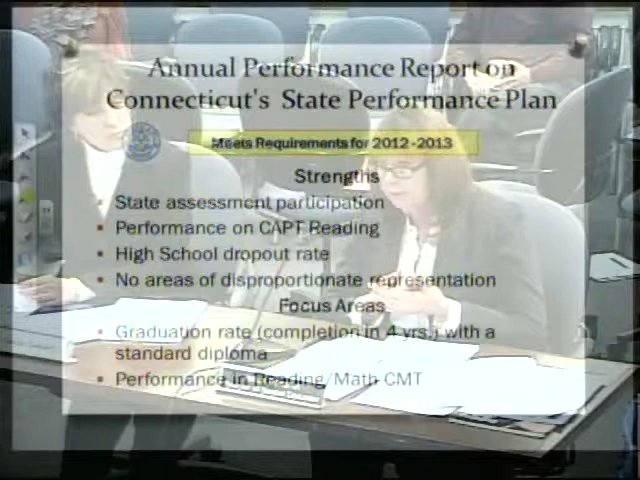 Annual Performance Report on
Connecticut's State Performance Plan
Meets Requirements for 2012-2013
Strengths
• State assessment participation
• Performance on CAPT Reading
• High School dropout rate
• No areas of disproportionate representation
Focus Areas
• Graduation rate (completion in 4 yrs.) with a
standard diploma
• Performance in Reading/Math CMT